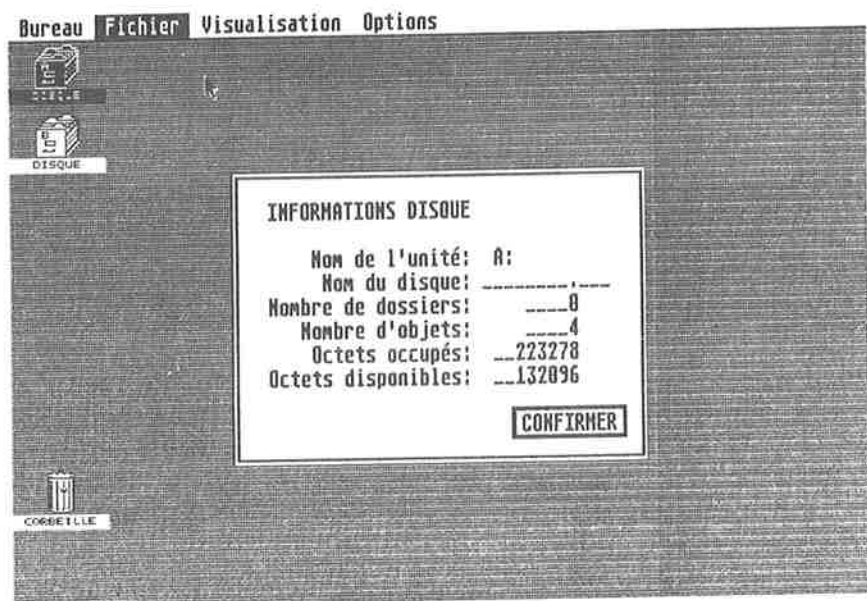 Bureau Fichier Visualisation Options
A
DISQUE
B
DISQUE
INFORMATIONS DISQUE
Nom de l'unité: A:
Nom du disque: ________.___
Nombre de dossiers: ____0
Nombre d'objets: ____4
Octets occupés: __223278
Octets disponibles: __132096
CONFIRMER
CORBEILLE